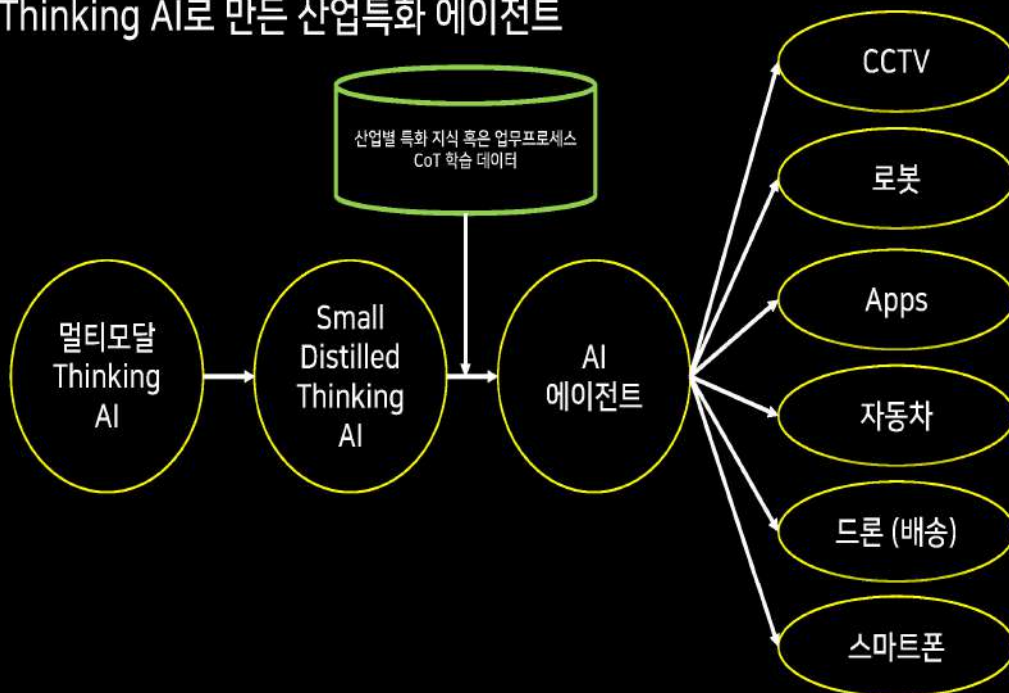 Thinking AI로 만든 산업특화 에이전트
산업별 특화 지식 혹은 업무프로세스
CoT 학습 데이터
멀티모달
Thinking
AI
Small
Distilled
Thinking
AI
AI
에이전트
CCTV
로봇
Apps
자동차
드론 (배송)
스마트폰